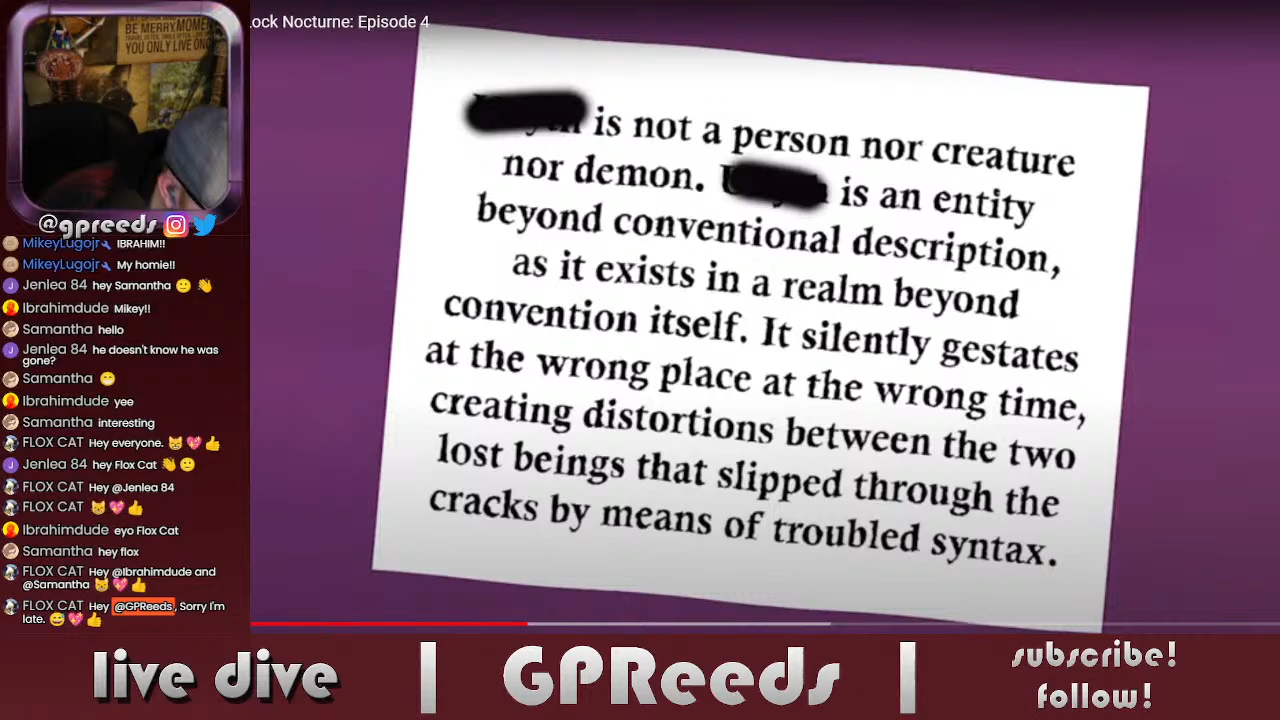 BE MERRY, MOMEN
YOU ONLY LIVE ONC
@gpreeds
ock Nocturne: Episode 4
MikeyLugojr IBRAHIM!!
MikeyLugojr My homie!!
Jenlea 84 hey Samantha 🙂 👋
Ibrahimdude Mikey!!
Samantha hello
Jenlea 84 he doesn't know he was
gone?
Samantha 😁
Ibrahimdude yee
Samantha interesting
FLOX CAT Hey everyone. 😸 💖 👍
Jenlea 84 hey Flox Cat 👋 🙂
FLOX CAT Hey @Jenlea 84
FLOX CAT 😸 💖 👍
Ibrahimdude eyo Flox Cat
Samantha hey flox
FLOX CAT Hey @Ibrahimdude and
@Samantha 😸 💖 👍
FLOX CAT Hey @GPReeds, Sorry I'm
late. 😅 💖 👍
is not a person nor creature
nor demon. is an entity
beyond conventional description,
as it exists in a realm beyond
convention itself. It silently gestates
at the wrong place at the wrong time,
creating distortions between the two
lost beings that slipped through the
cracks by means of troubled syntax.
live dive | GPReeds | subscribe!
follow!